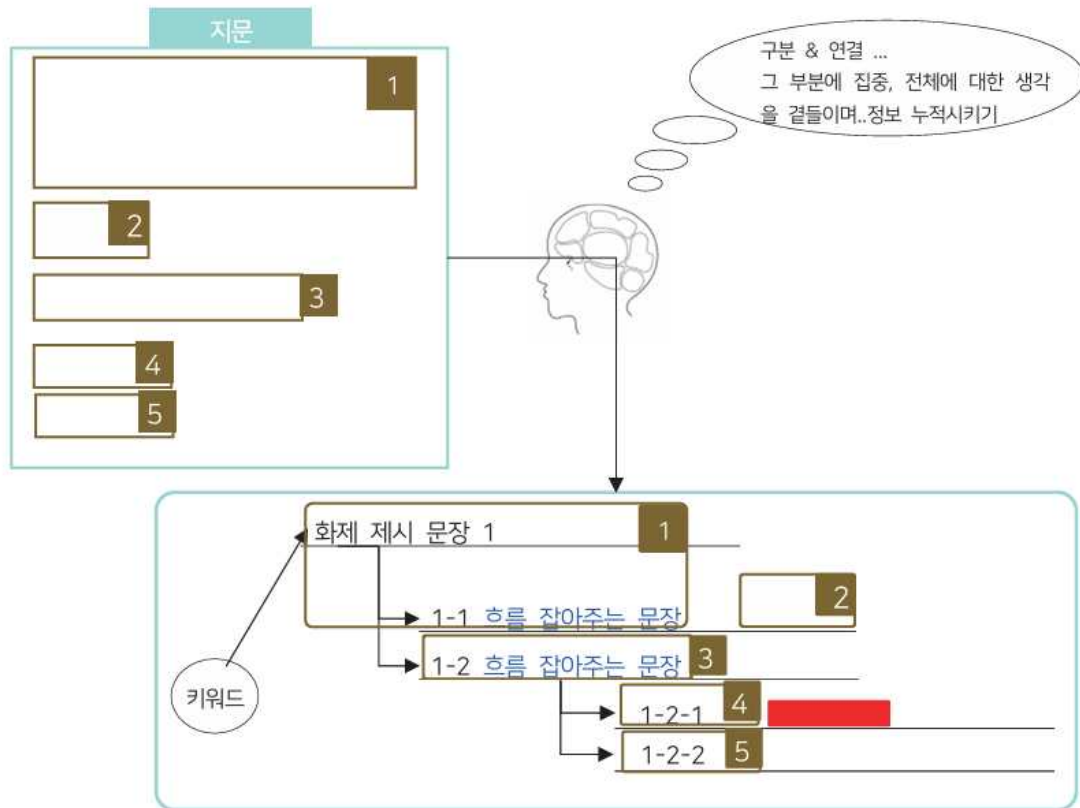 지문
구분 & 연결 ...
그 부분에 집중, 전체에 대한 생각
을 곁들이며..정보 누적시키기
1
2
3
4
5
화제 제시 문장 1
1
2
1-1 흐름 잡아주는 문장
1-2 흐름 잡아주는 문장
3
키워드
1-2-1
4
1-2-2
5